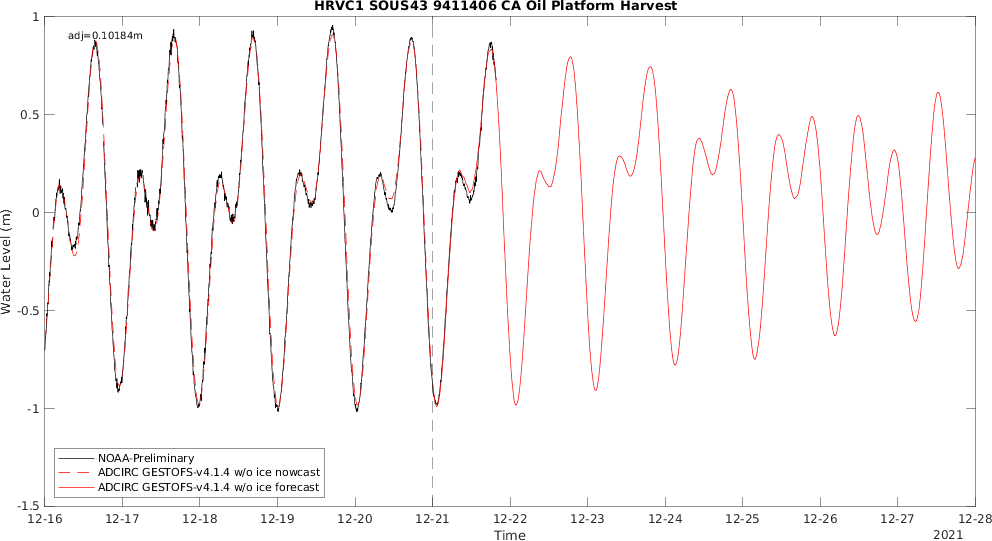 HRVC1 SOUS43 9411406 CA Oil Platform Harvest
adj=0.10184m
1
0.5
0
-0.5
-1
-1.5
Water Level (m)
NOAA-Preliminary
ADCIRC GESTOFS-v4.1.4 w/o ice nowcast
ADCIRC GESTOFS-v4.1.4 w/o ice forecast
12-16 12-17 12-18 12-19 12-20 12-21 12-22 12-23 12-24 12-25 12-26 12-27 12-28
Time
2021